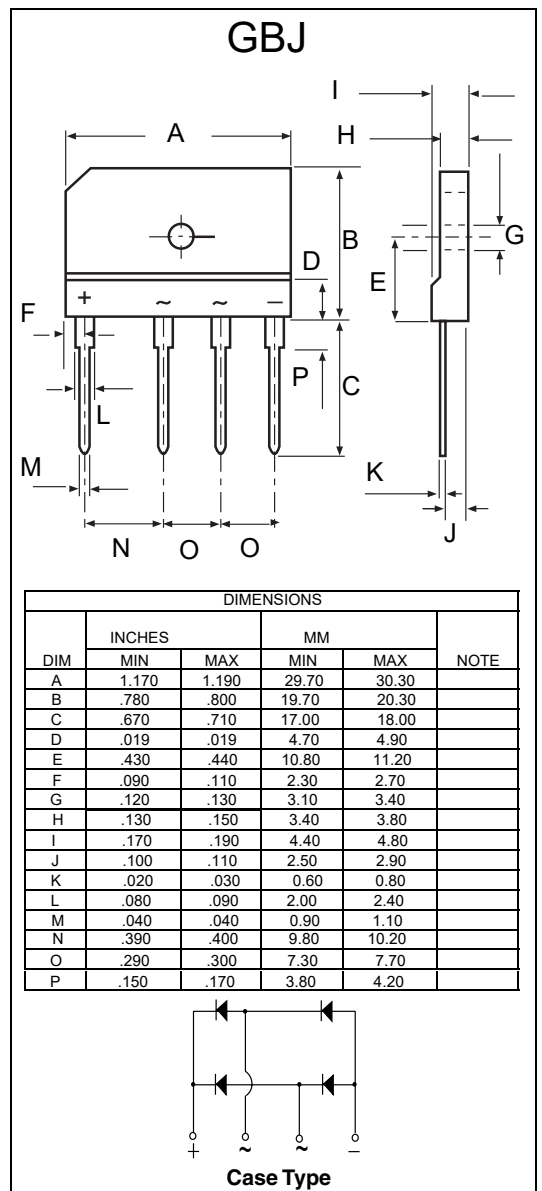 GBJ
I
A
H
B
G
D
E
+ ~ ~ −
F
P
C
L
M
K
J
N O O
DIMENSIONS
INCHES MM
DIM MIN MAX MIN MAX NOTE
A 1.170 1.190 29.70 30.30
B .780 .800 19.70 20.30
C .670 .710 17.00 18.00
D .019 .019 4.70 4.90
E .430 .440 10.80 11.20
F .090 .110 2.30 2.70
G .120 .130 3.10 3.40
H .130 .150 3.40 3.80
I .170 .190 4.40 4.80
J .100 .110 2.50 2.90
K .020 .030 0.60 0.80
L .080 .090 2.00 2.40
M .040 .040 0.90 1.10
N .390 .400 9.80 10.20
O .290 .300 7.30 7.70
P .150 .170 3.80 4.20
+ ~ ~ −
Case Type